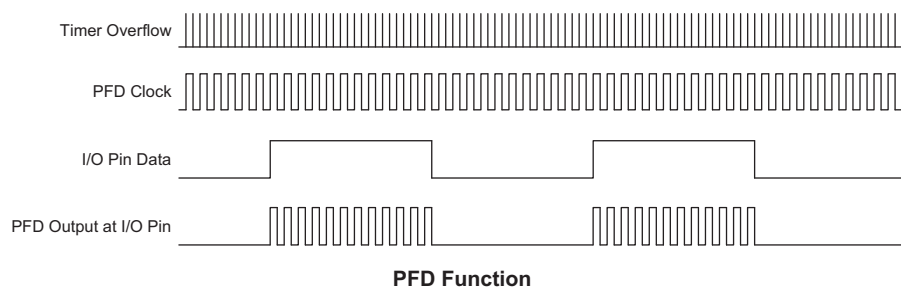 Timer Overflow
PFD Clock
I/O Pin Data
PFD Output at I/O Pin
PFD Function